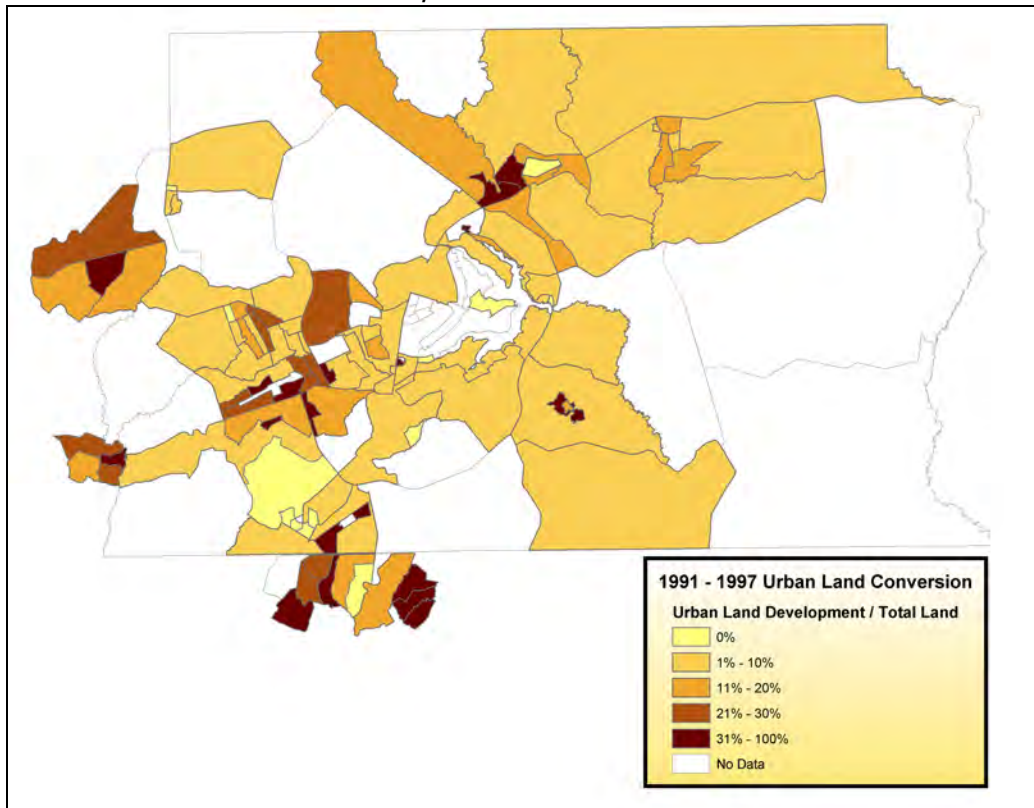 1991 - 1997 Urban Land Conversion
Urban Land Development / Total Land
0%
1% - 10%
11% - 20%
21% - 30%
31% - 100%
No Data